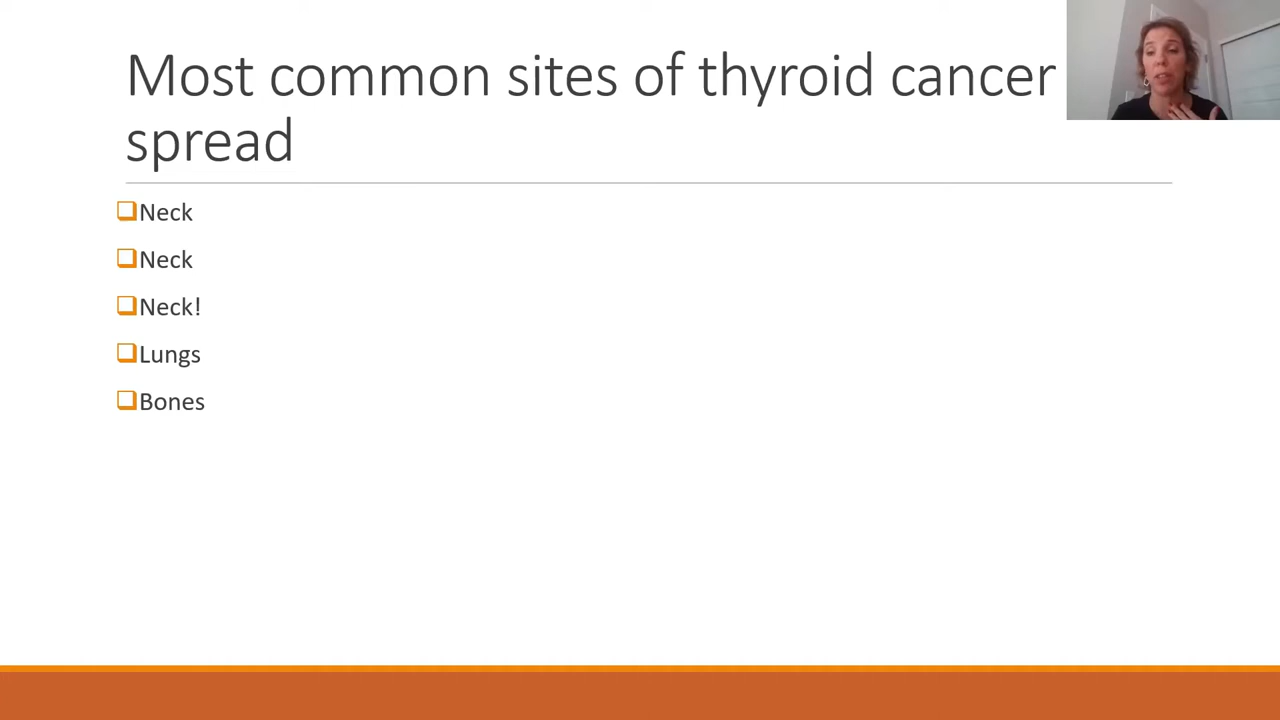 Most common sites of thyroid cancer
spread
Neck
Neck
Neck!
Lungs
Bones